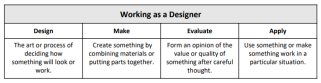 Working as a Designer
Design
Make
Evaluate
Apply
The art or process of
deciding how
something will look or
work.
Create something by
combining materials or
putting parts together.
Form an opinion of the
value or quality of
something after careful
thought.
Use something or make
something work in a
particular situation.